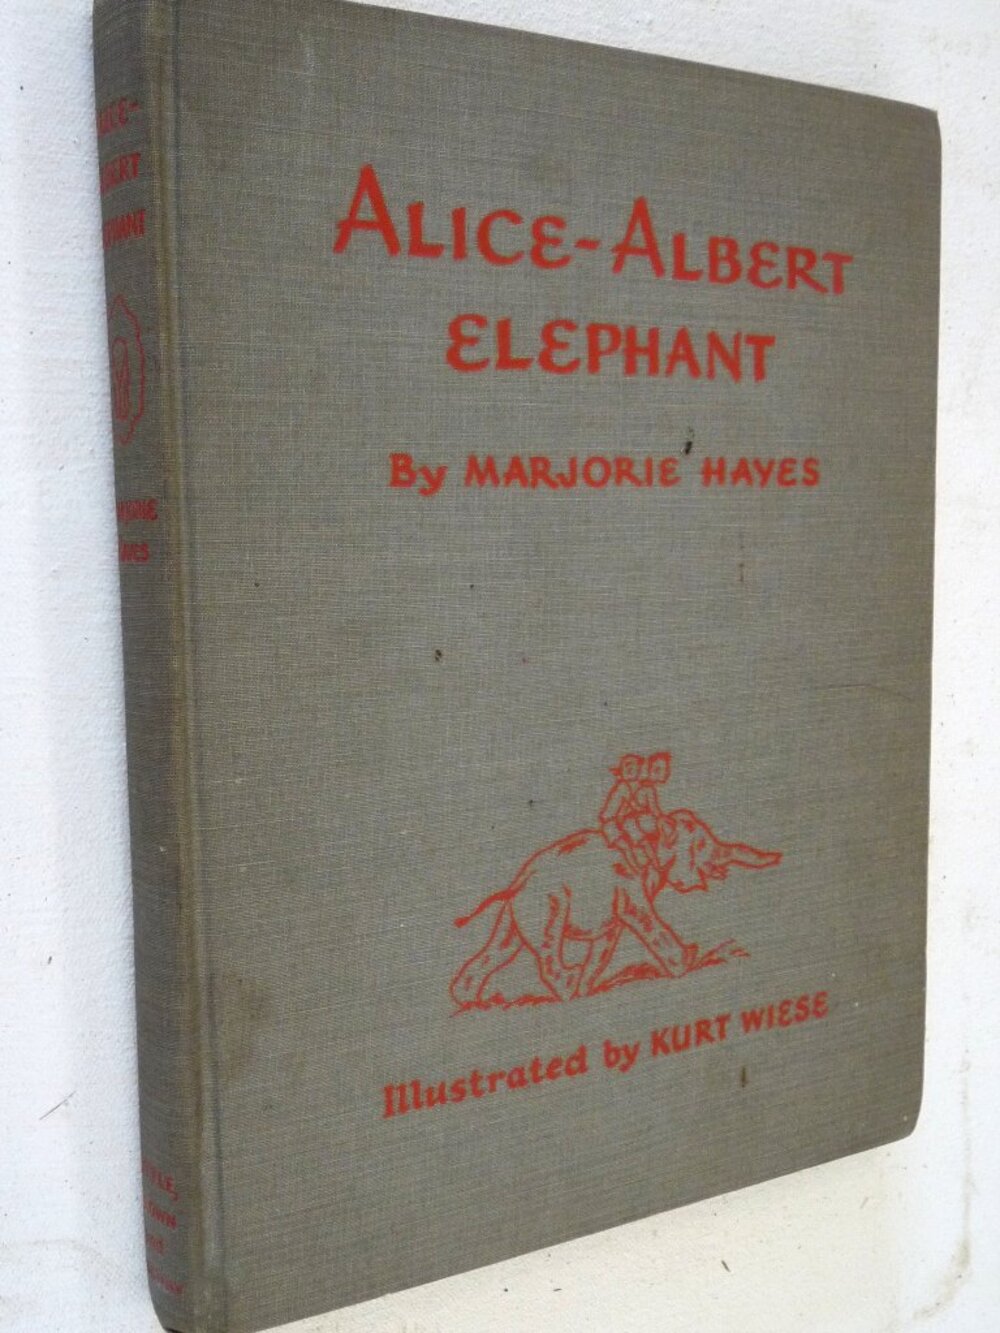 ALICE-ALBERT
ELEPHANT
By MARJORIE HAYES
Illustrated by KURT WIESE